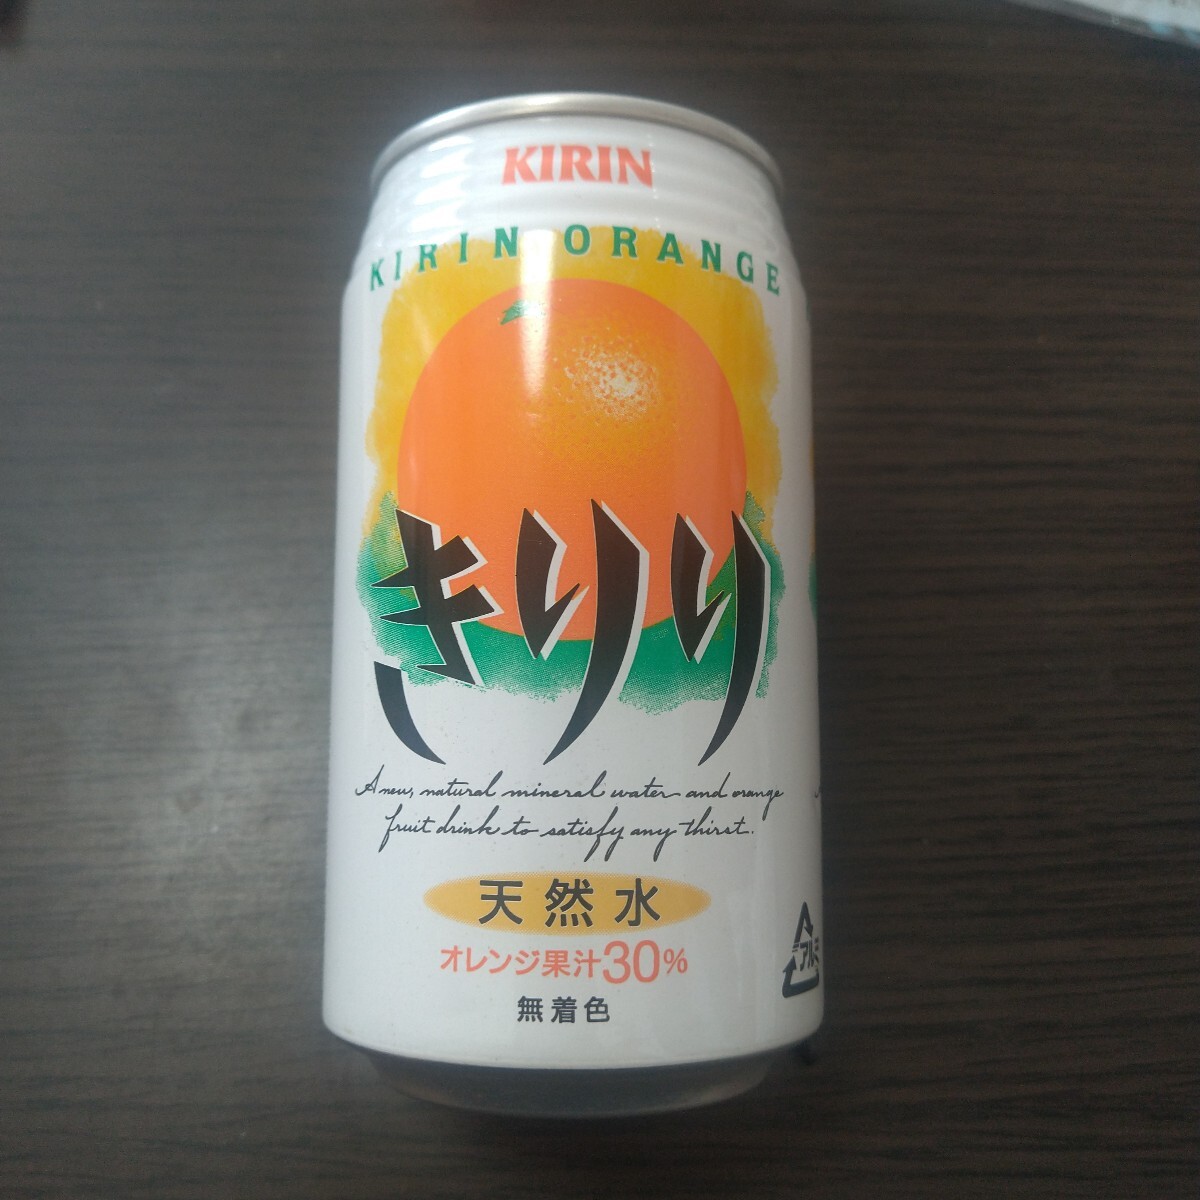 KIRIN
KIRIN ORANGE
きりり
A new, natural mineral water and orange
fruit drink to satisfy any thirst.
天然水
オレンジ果汁30%
無着色
アルミ